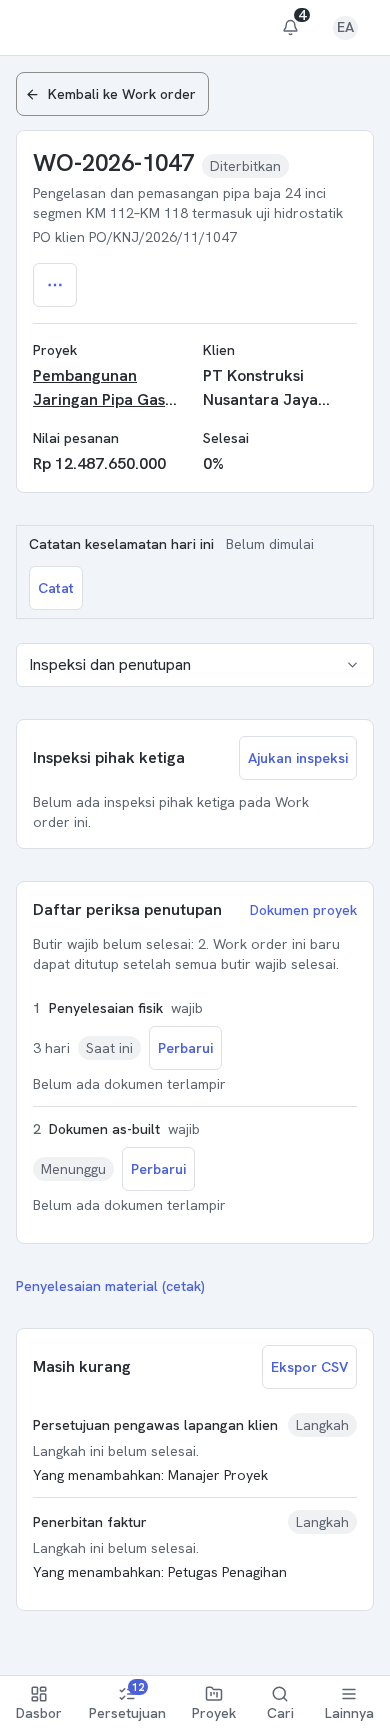 4
EA
Kembali ke Work order
WO-2026-1047 Diterbitkan
Pengelasan dan pemasangan pipa baja 24 inci
segmen KM 112–KM 118 termasuk uji hidrostatik
PO klien PO/KNJ/2026/11/1047
Proyek
Pembangunan
Jaringan Pipa Gas...
Klien
PT Konstruksi
Nusantara Jaya...
Nilai pesanan
Rp 12.487.650.000
Selesai
0%
Catatan keselamatan hari ini Belum dimulai
Catat
Inspeksi dan penutupan
Inspeksi pihak ketiga
Ajukan inspeksi
Belum ada inspeksi pihak ketiga pada Work
order ini.
Daftar periksa penutupan
Dokumen proyek
Butir wajib belum selesai: 2. Work order ini baru
dapat ditutup setelah semua butir wajib selesai.
1 Penyelesaian fisik wajib
3 hari Saat ini Perbarui
Belum ada dokumen terlampir
2 Dokumen as-built wajib
Menunggu Perbarui
Belum ada dokumen terlampir
Penyelesaian material (cetak)
Masih kurang
Ekspor CSV
Persetujuan pengawas lapangan klien Langkah
Langkah ini belum selesai.
Yang menambahkan: Manajer Proyek
Penerbitan faktur Langkah
Langkah ini belum selesai.
Yang menambahkan: Petugas Penagihan
12
Dasbor Persetujuan Proyek Cari Lainnya